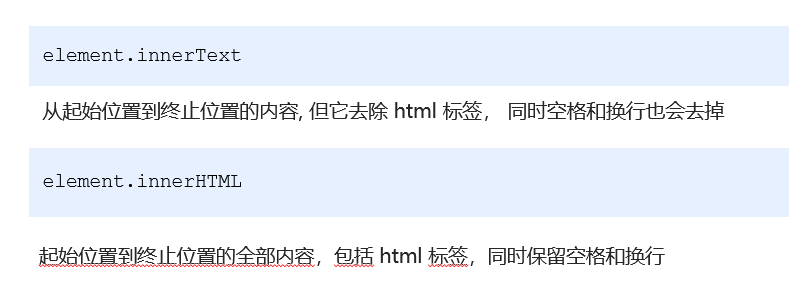 element.innerText
从起始位置到终止位置的内容, 但它去除 html 标签， 同时空格和换行也会去掉
element.innerHTML
起始位置到终止位置的全部内容，包括 html 标签，同时保留空格和换行